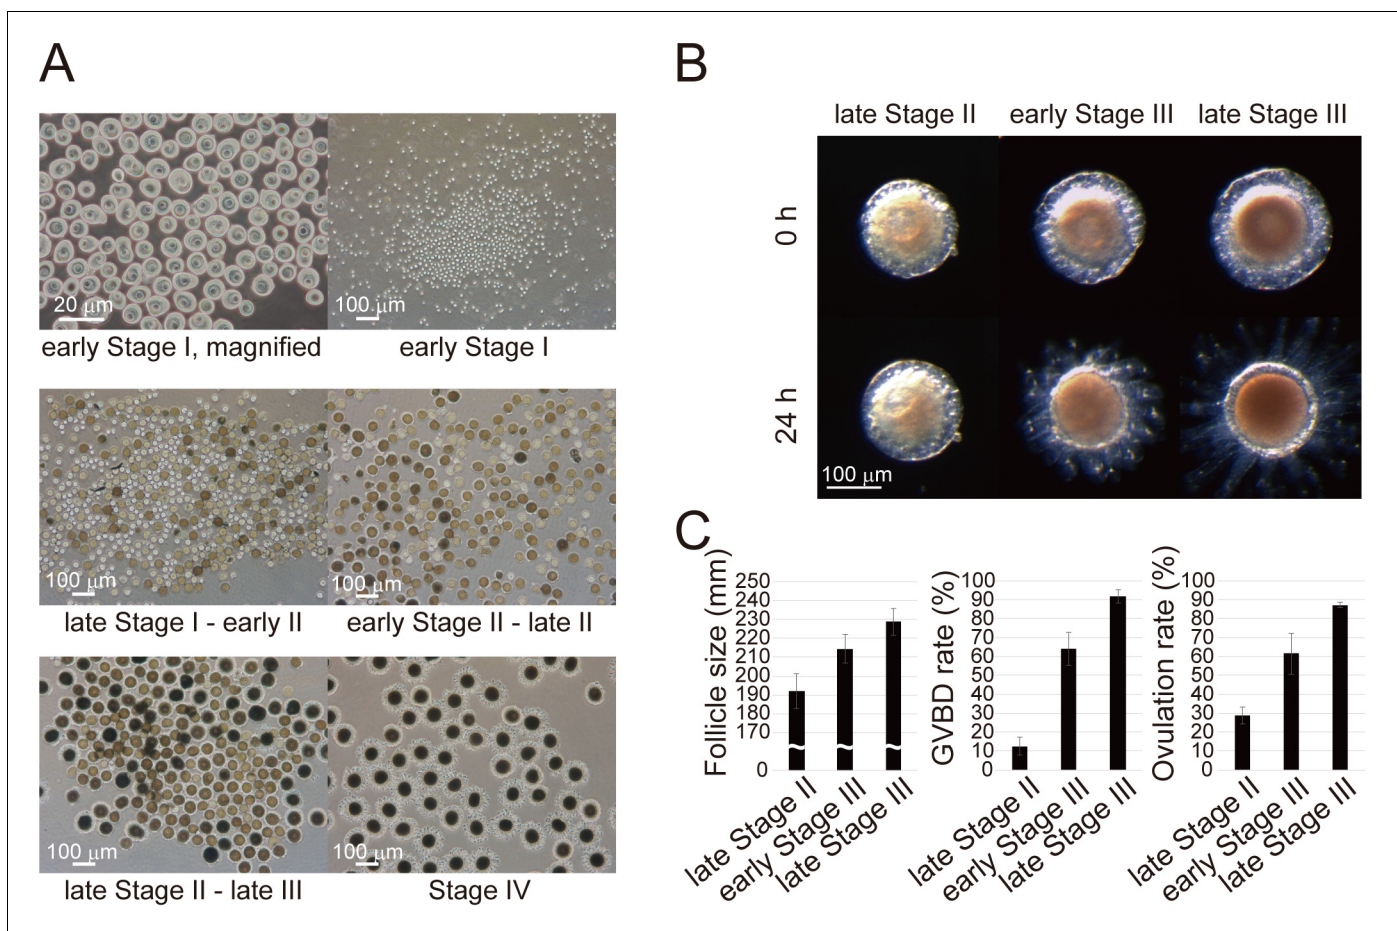 A
20 μm
100 μm
early Stage I, magnified
early Stage I
100 μm
100 μm
late Stage I - early II
early Stage II - late II
100 μm
100 μm
late Stage II - late III
Stage IV
B
late Stage II
early Stage III
late Stage III
0 h
24 h
100 μm
C
Follicle size (mm)
250
240
230
220
210
200
190
180
170
0
late Stage II
early Stage III
late Stage III
GVBD rate (%)
100
90
80
70
60
50
40
30
20
10
0
late Stage II
early Stage III
late Stage III
Ovulation rate (%)
100
90
80
70
60
50
40
30
20
10
0
late Stage II
early Stage III
late Stage III